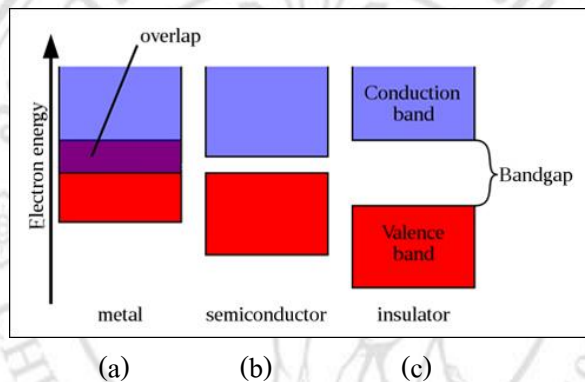 overlap
Electron energy
Conduction
band
Bandgap
Valence
band
metal semiconductor insulator
(a) (b) (c)